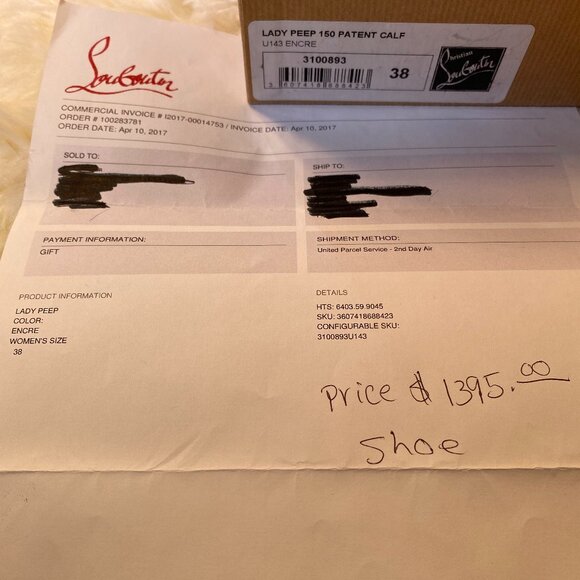 LADY PEEP 150 PATENT CALF
U143 ENCRE
3100893
3607418688423
38
Christian
Louboutin
Louboutin
COMMERCIAL INVOICE # I2017-00014753 / INVOICE DATE: Apr 10, 2017
ORDER # 100283781
ORDER DATE: Apr 10, 2017
SOLD TO:
SHIP TO:
PAYMENT INFORMATION:
GIFT
SHIPMENT METHOD:
United Parcel Service - 2nd Day Air
PRODUCT INFORMATION
LADY PEEP
COLOR:
ENCRE
WOMEN'S SIZE
38
DETAILS
HTS: 6403.59.9045
SKU: 3607418688423
CONFIGURABLE SKU:
3100893U143
Price $ 1395.00
Shoe